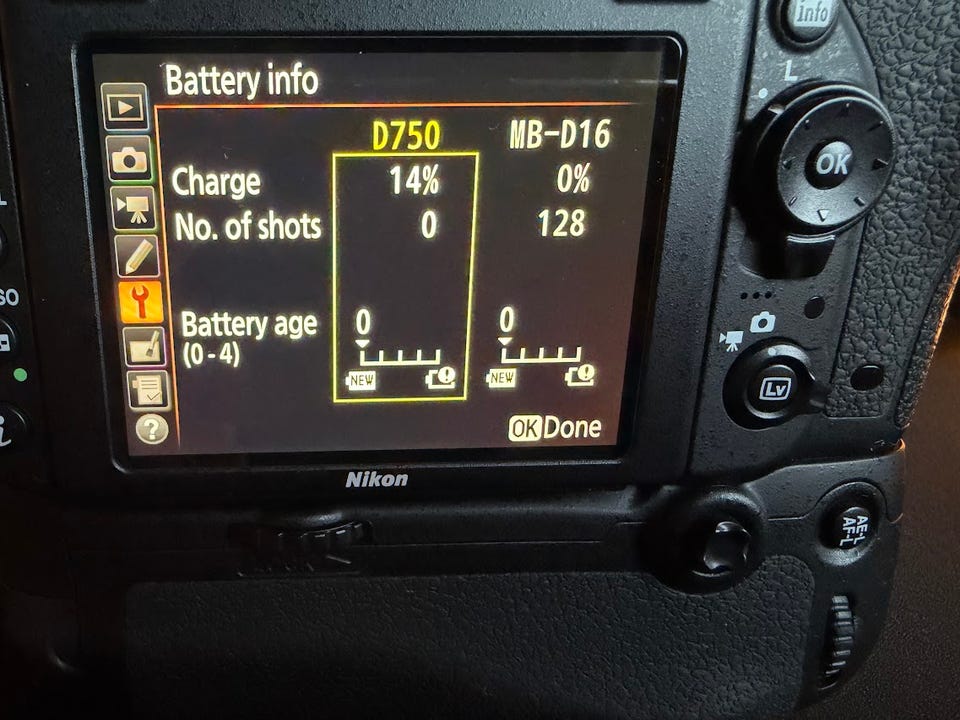 Info
Battery info
L
D750 MB-D16
Charge 14% 0%
OK
No. of shots 0 128
Battery age 0 0
(0-4)
NEW NEW
?
OK Done
Lv
i
Nikon
AE-L
AF-L